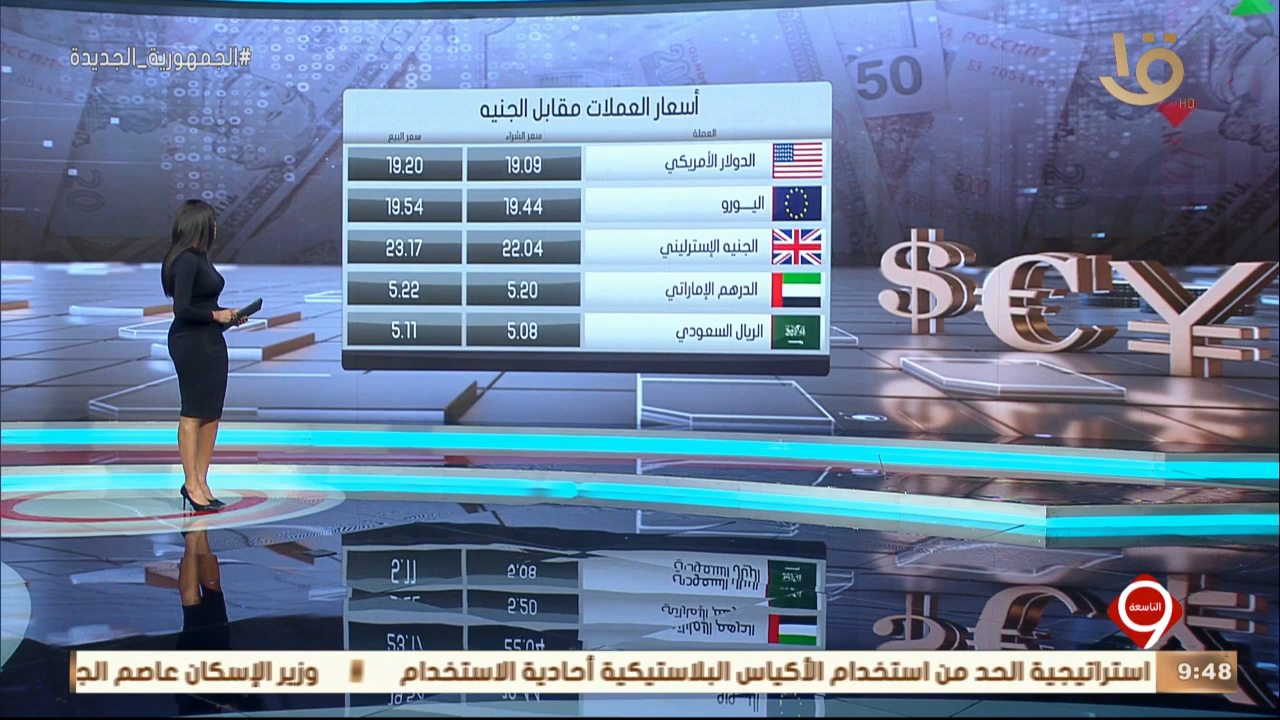 #الجمهورية_الجديدة
HD
50
أسعار العملات مقابل الجنيه
العملة سعر الشراء سعر البيع
الدولار الأمريكي 19.09 19.20
اليـــورو 19.44 19.54
الجنيه الإسترليني 22.04 23.17
الدرهم الإماراتي 5.20 5.22
الريال السعودي 5.08 5.11
$ € ¥
التاسعة
9
9:48
استراتيجية الحد من استخدام الأكياس البلاستيكية أحادية الاستخدام
وزير الإسكان عاصم الج